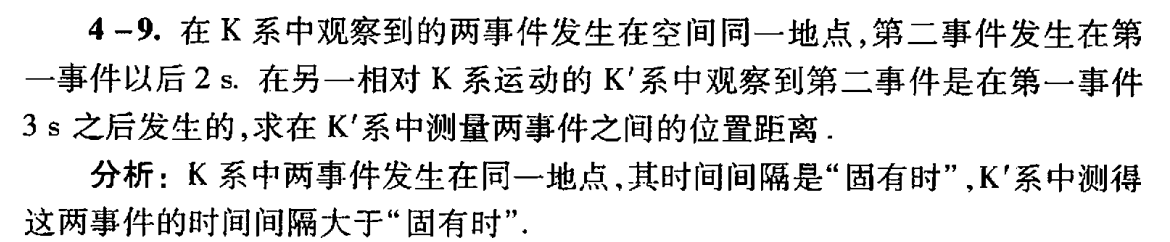 4-9. 在 K 系中观察到的两事件发生在空间同一地点,第二事件发生在第
一事件以后 2 s. 在另一相对 K 系运动的 K′系中观察到第二事件是在第一事件
3 s 之后发生的,求在 K′系中测量两事件之间的位置距离.
分析: K 系中两事件发生在同一地点,其时间间隔是“固有时”,K′系中测得
这两事件的时间间隔大于“固有时”.